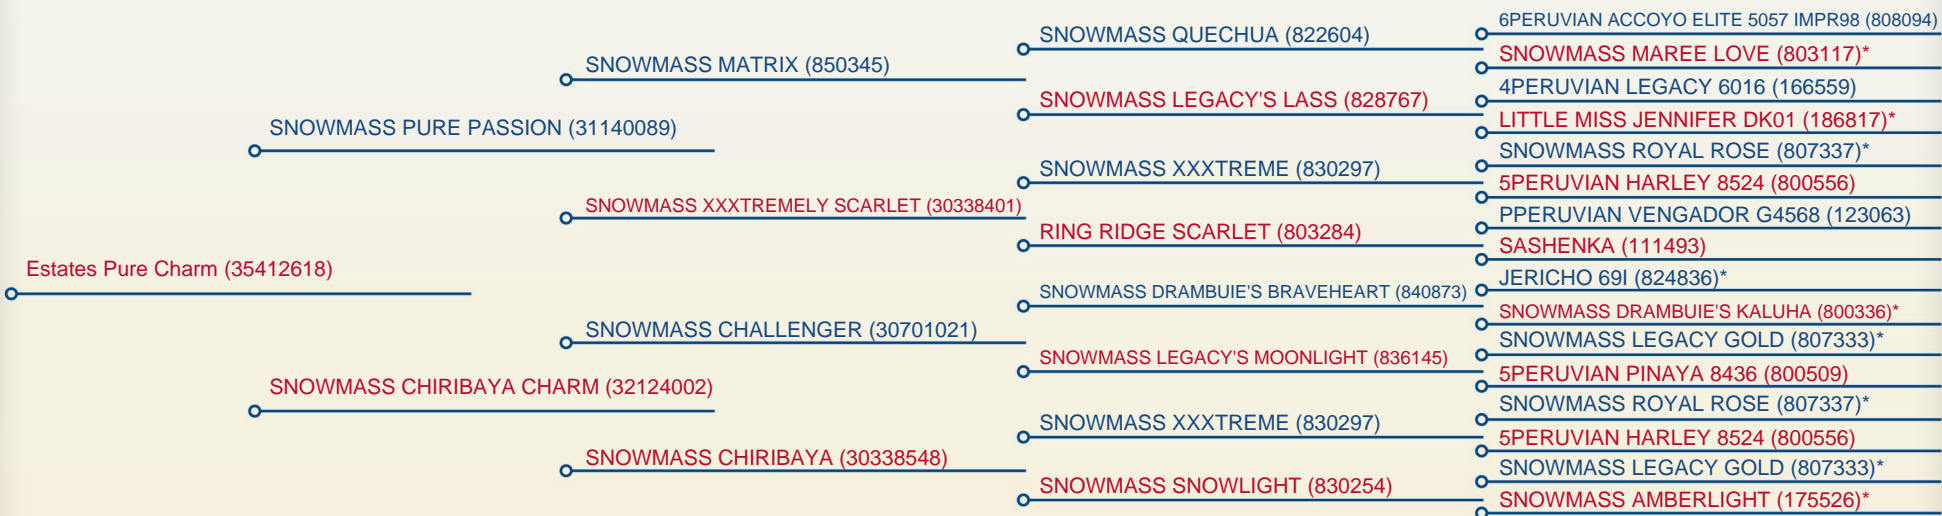 6PERUVIAN ACCOYO ELITE 5057 IMPR98 (808094)
SNOWMASS QUECHUA (822604)
SNOWMASS MAREE LOVE (803117)*
SNOWMASS MATRIX (850345)
4PERUVIAN LEGACY 6016 (166559)
SNOWMASS LEGACY'S LASS (828767)
LITTLE MISS JENNIFER DK01 (186817)*
SNOWMASS PURE PASSION (31140089)
SNOWMASS ROYAL ROSE (807337)*
SNOWMASS XXXTREME (830297)
5PERUVIAN HARLEY 8524 (800556)
SNOWMASS XXXTREMELY SCARLET (30338401)
PPERUVIAN VENGADOR G4568 (123063)
RING RIDGE SCARLET (803284)
SASHENKA (111493)
Estates Pure Charm (35412618)
JERICHO 69I (824836)*
SNOWMASS DRAMBUIE'S BRAVEHEART (840873)
SNOWMASS DRAMBUIE'S KALUHA (800336)*
SNOWMASS CHALLENGER (30701021)
SNOWMASS LEGACY GOLD (807333)*
SNOWMASS LEGACY'S MOONLIGHT (836145)
5PERUVIAN PINAYA 8436 (800509)
SNOWMASS CHIRIBAYA CHARM (32124002)
SNOWMASS ROYAL ROSE (807337)*
SNOWMASS XXXTREME (830297)
5PERUVIAN HARLEY 8524 (800556)
SNOWMASS CHIRIBAYA (30338548)
SNOWMASS LEGACY GOLD (807333)*
SNOWMASS SNOWLIGHT (830254)
SNOWMASS AMBERLIGHT (175526)*